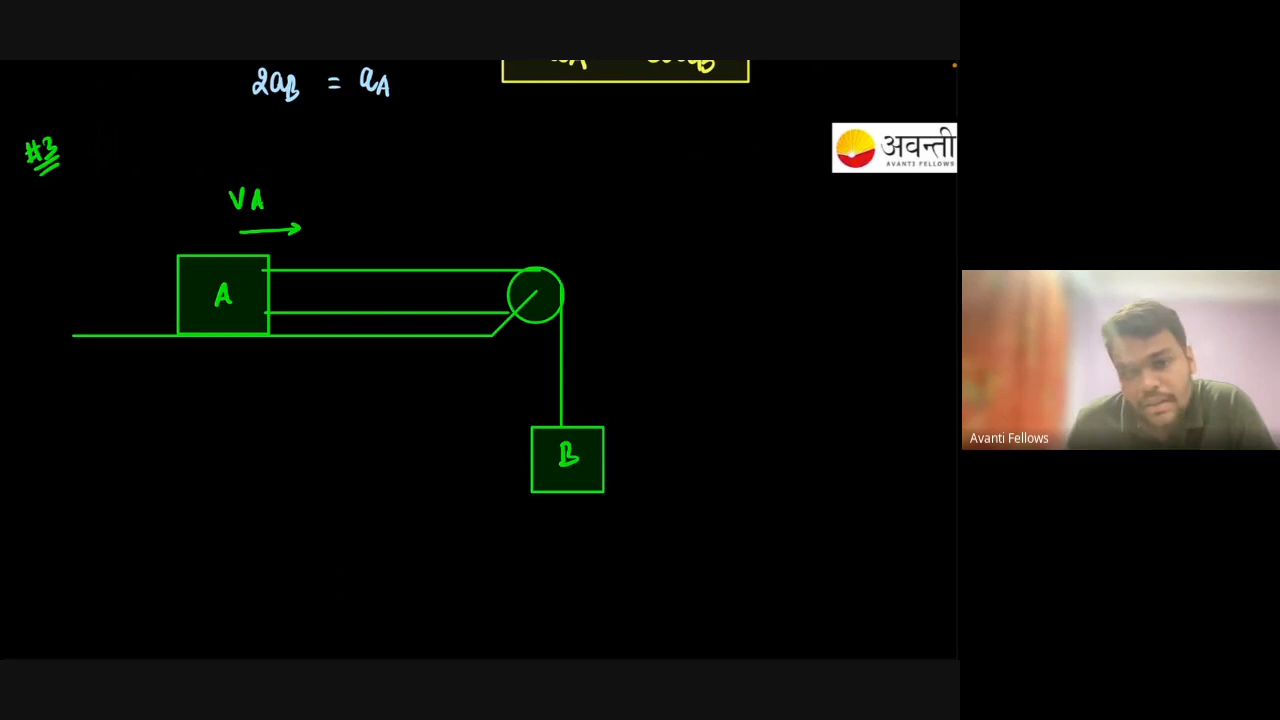 2aB = aA
#3
अवन्ती
AVANTI FELLOWS
VA
A
B
Avanti Fellows